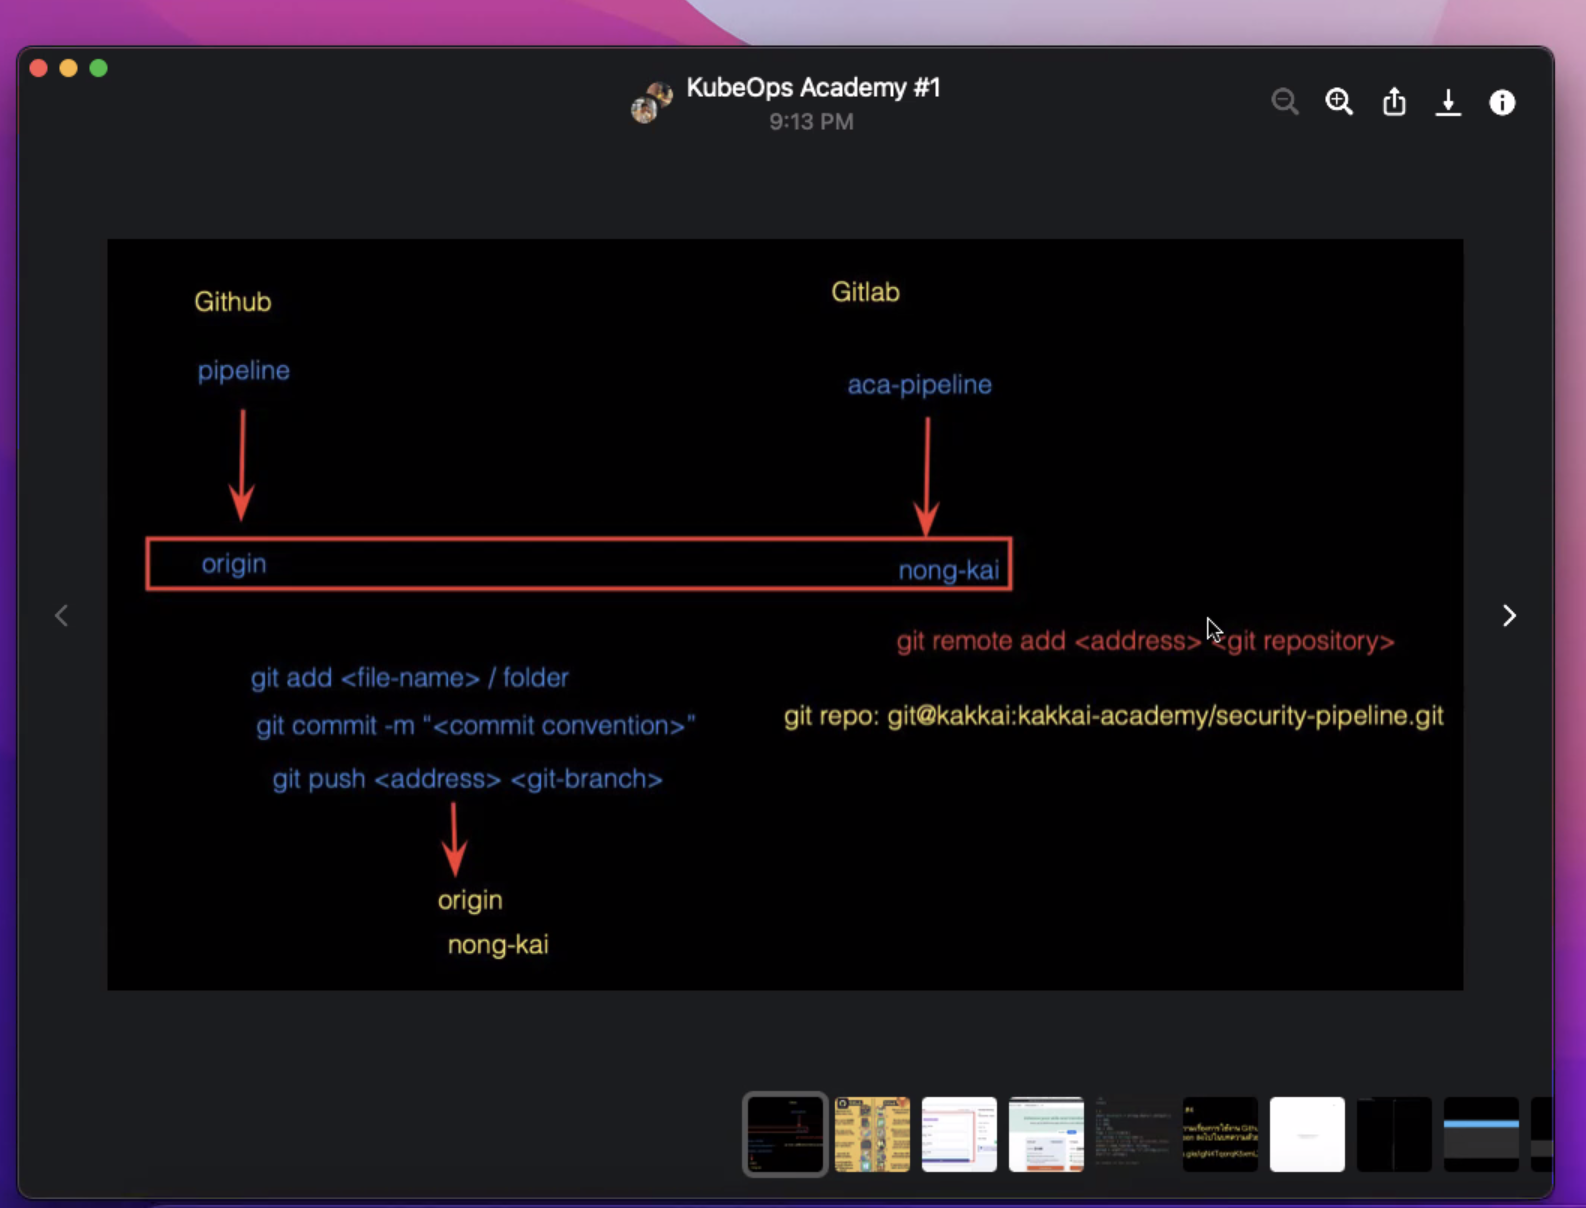 KubeOps Academy #1
9:13 PM
Github
Gitlab
pipeline
aca-pipeline
origin
nong-kai
git remote add <address> <git repository>
git add <file-name> / folder
git commit -m “<commit convention>”
git repo: git@kakkai:kakkai-academy/security-pipeline.git
git push <address> <git-branch>
origin
nong-kai